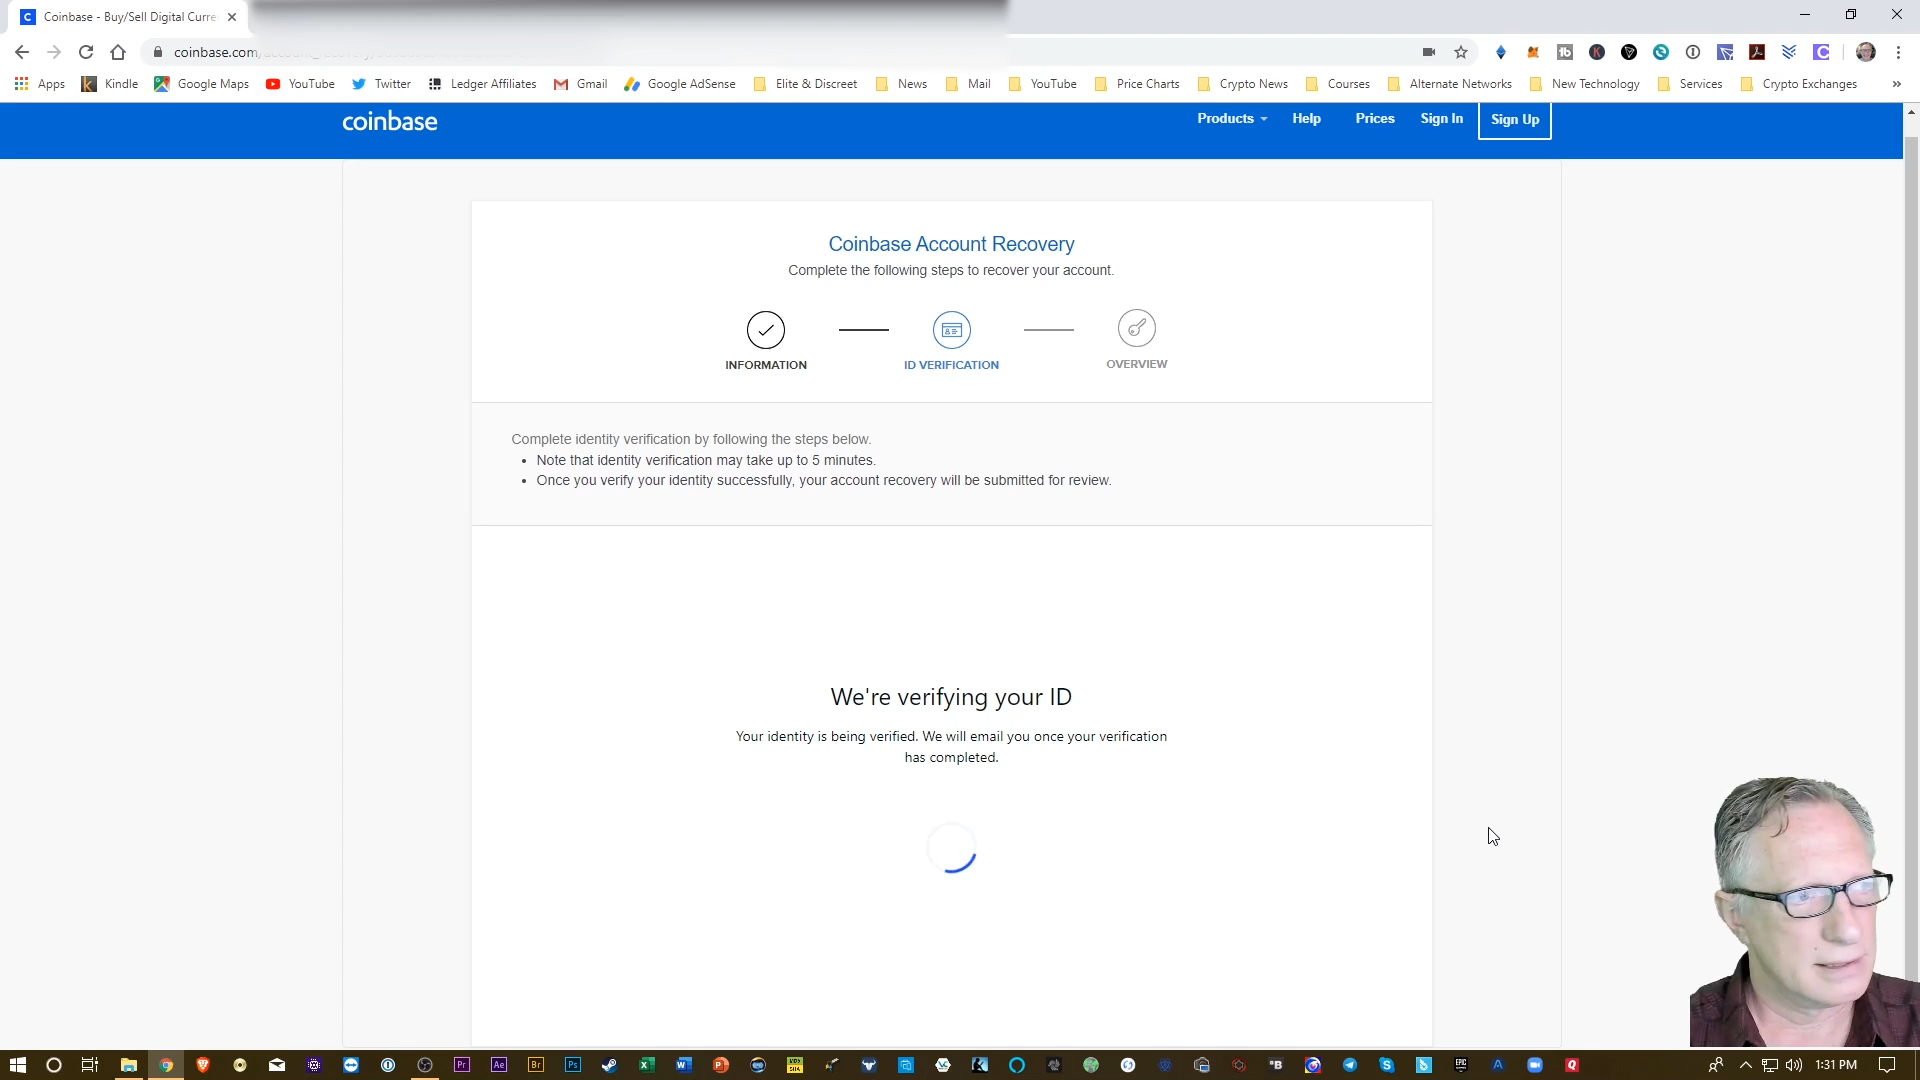 Coinbase - Buy/Sell Digital Curre
coinbase.com
Apps Kindle Google Maps YouTube Twitter Ledger Affiliates Gmail Google AdSense Elite & Discreet News Mail YouTube Price Charts Crypto News Courses Alternate Networks New Technology Services Crypto Exchanges »
coinbase Products Help Prices Sign In Sign Up
Coinbase Account Recovery
Complete the following steps to recover your account.
INFORMATION ID VERIFICATION OVERVIEW
Complete identity verification by following the steps below.
• Note that identity verification may take up to 5 minutes.
• Once you verify your identity successfully, your account recovery will be submitted for review.
We're verifying your ID
Your identity is being verified. We will email you once your verification
has completed.
1:31 PM